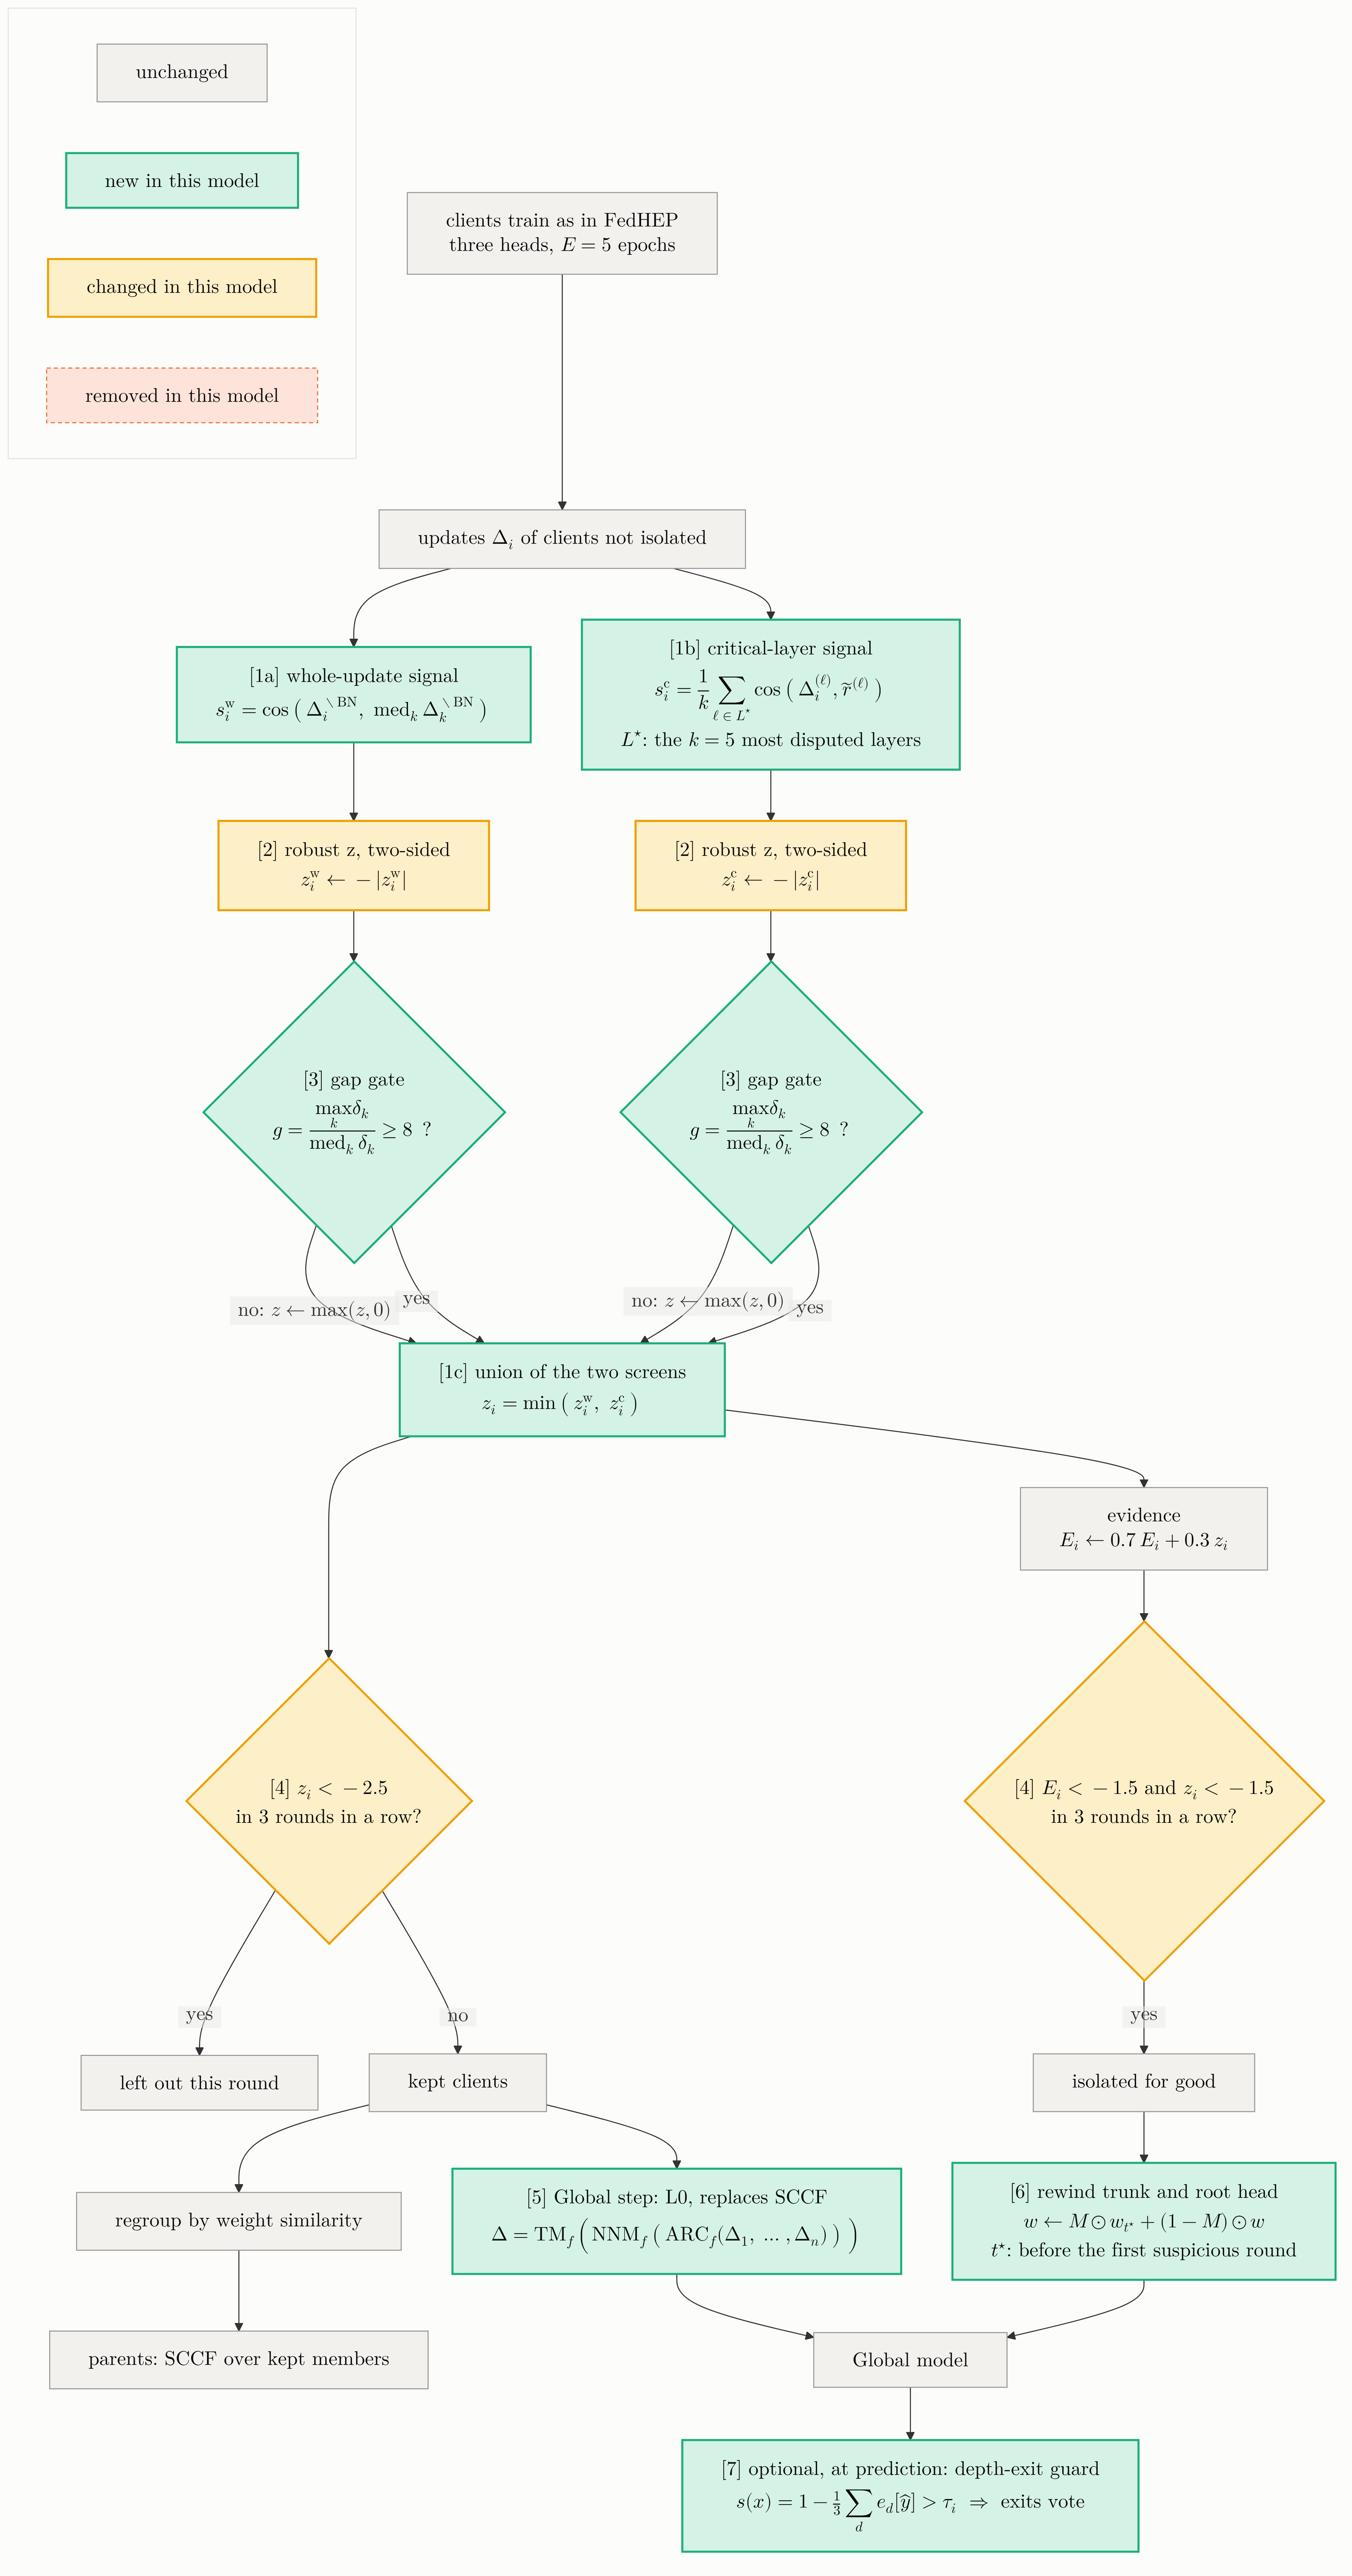 unchanged
new in this model
changed in this model
removed in this model
clients train as in FedHEP
three heads, E = 5 epochs
updates Δ_i of clients not isolated
[1a] whole-update signal
s_i^w = cos ( Δ_i^{∖BN}, med_k Δ_k^{∖BN} )
[1b] critical-layer signal
s_i^c = 1/k ∑_{ℓ ∈ L^⋆} cos ( Δ_i^{(ℓ)}, r̃^{(ℓ)} )
L^⋆: the k = 5 most disputed layers
[2] robust z, two-sided
z_i^w ← − |z_i^w|
[2] robust z, two-sided
z_i^c ← − |z_i^c|
[3] gap gate
g = max_k δ_k / med_k δ_k ≥ 8 ?
[3] gap gate
g = max_k δ_k / med_k δ_k ≥ 8 ?
no: z ← max(z, 0)
yes
no: z ← max(z, 0)
yes
[1c] union of the two screens
z_i = min ( z_i^w, z_i^c )
evidence
E_i ← 0.7 E_i + 0.3 z_i
[4] z_i < − 2.5
in 3 rounds in a row?
[4] E_i < − 1.5 and z_i < − 1.5
in 3 rounds in a row?
yes
no
yes
left out this round
kept clients
isolated for good
regroup by weight similarity
[5] Global step: L0, replaces SCCF
Δ = TM_f ( NNM_f ( ARC_f(Δ_1, … , Δ_n) ) )
[6] rewind trunk and root head
w ← M ⊙ w_{t^⋆} + (1 − M) ⊙ w
t^⋆: before the first suspicious round
parents: SCCF over kept members
Global model
[7] optional, at prediction: depth-exit guard
s(x) = 1 − 1/3 ∑_d e_d[ŷ] > τ_i ⇒ exits vote